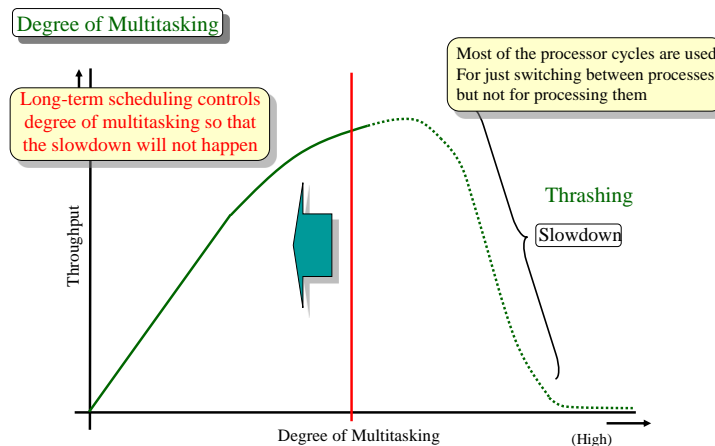 Degree of Multitasking
Most of the processor cycles are used
For just switching between processes
but not for processing them
Long-term scheduling controls
degree of multitasking so that
the slowdown will not happen
Thrashing
Slowdown
Throughput
Degree of Multitasking
(High)